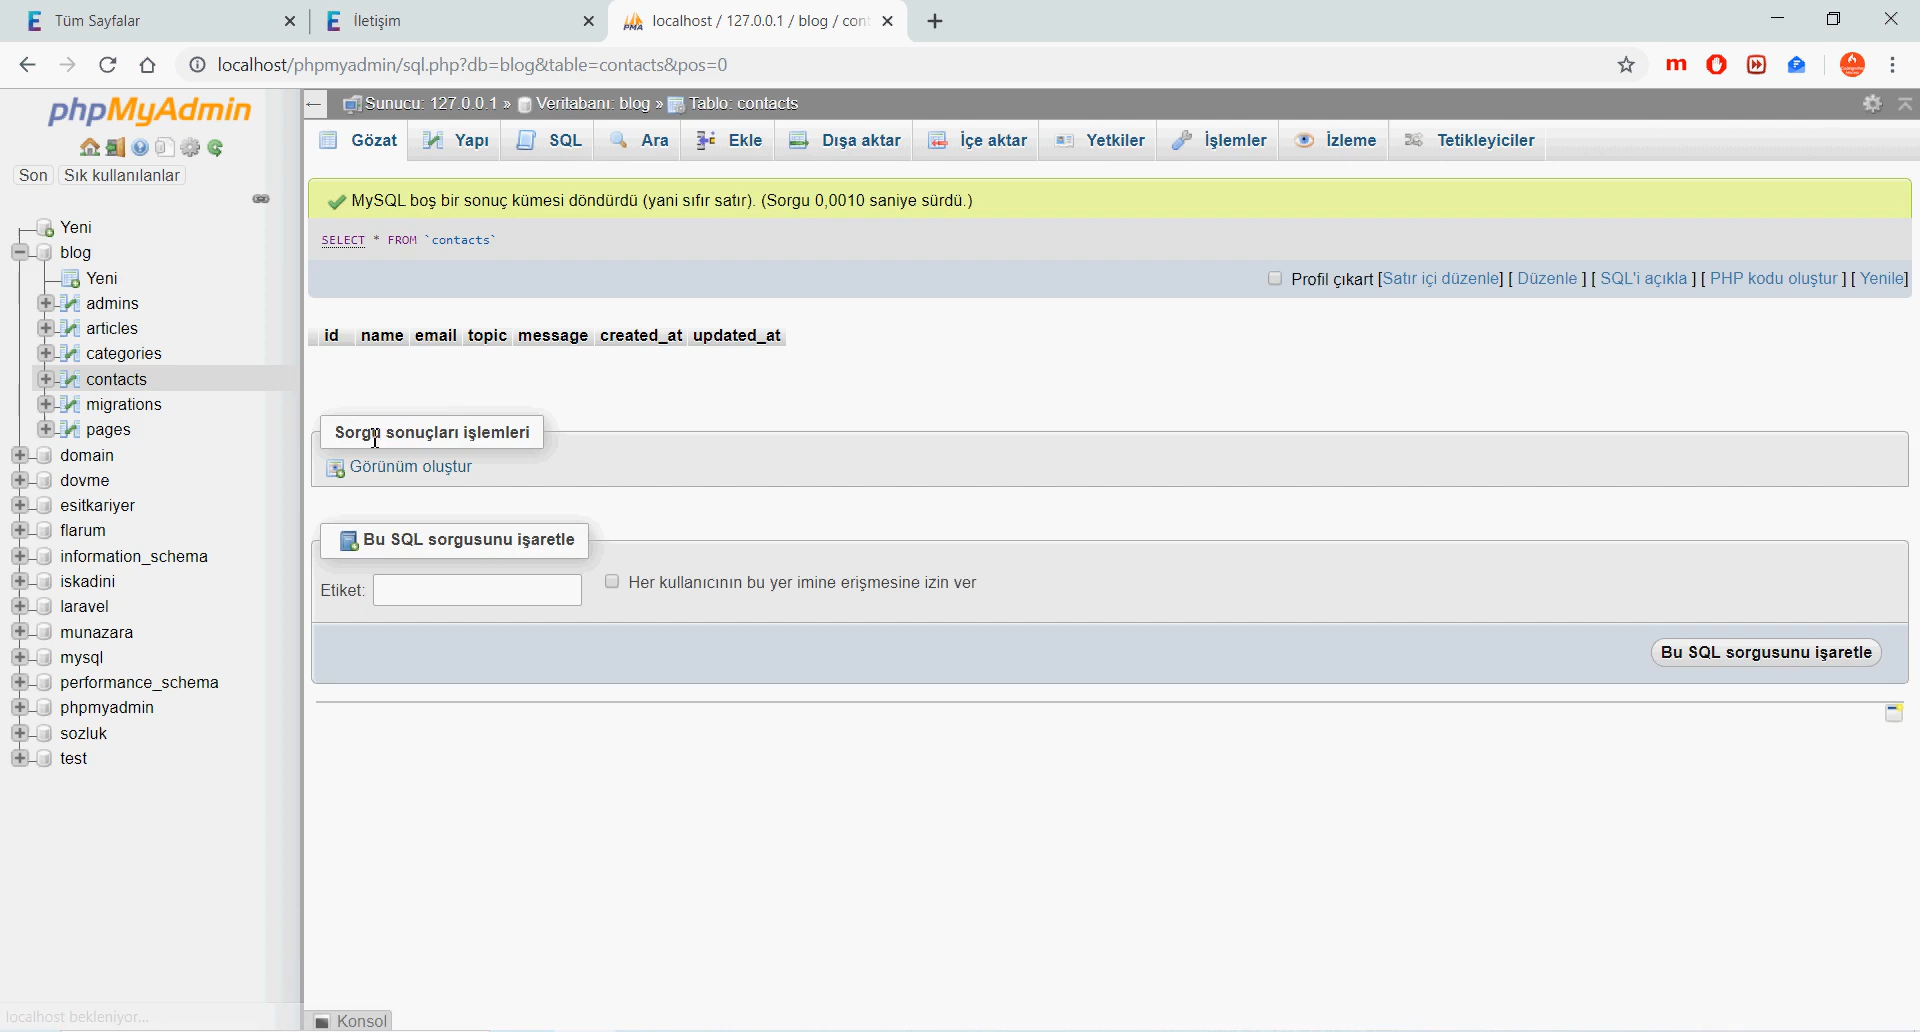 Tüm Sayfalar
İletişim
localhost / 127.0.0.1 / blog / cont
localhost/phpmyadmin/sql.php?db=blog&table=contacts&pos=0
phpMyAdmin
Son
Sık kullanılanlar
Yeni
blog
Yeni
admins
articles
categories
contacts
migrations
pages
domain
dovme
esitkariyer
flarum
information_schema
iskadini
laravel
munazara
mysql
performance_schema
phpmyadmin
sozluk
test
localhost bekleniyor...
Sunucu: 127.0.0.1 » Veritabanı: blog » Tablo: contacts
Gözat Yapı SQL Ara Ekle Dışa aktar İçe aktar Yetkiler İşlemler İzleme Tetikleyiciler
MySQL boş bir sonuç kümesi döndürdü (yani sıfır satır). (Sorgu 0,0010 saniye sürdü.)
SELECT * FROM `contacts`
Profil çıkart [Satır içi düzenle] [ Düzenle ] [ SQL'i açıkla ] [ PHP kodu oluştur ] [ Yenile]
id name email topic message created_at updated_at
Sorgu sonuçları işlemleri
Görünüm oluştur
Bu SQL sorgusunu işaretle
Etiket:
Her kullanıcının bu yer imine erişmesine izin ver
Bu SQL sorgusunu işaretle
Konsol